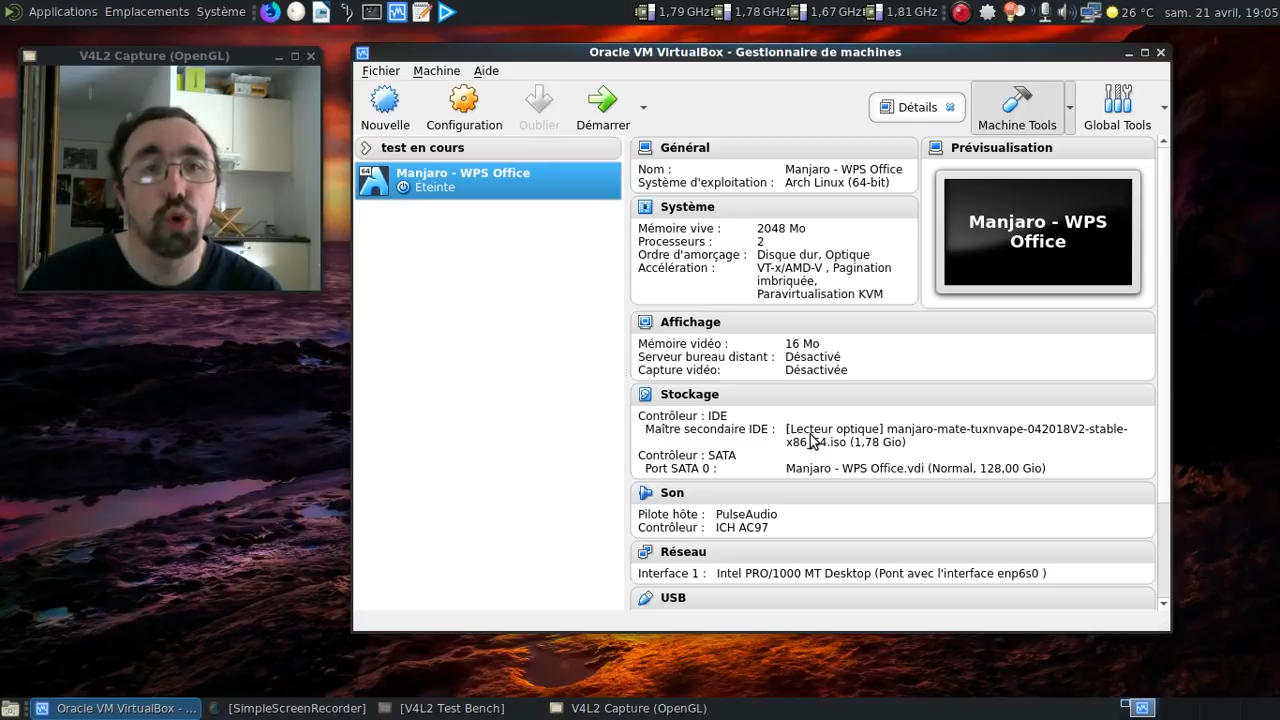 Applications Emplacements Système 1,79 GHz 1,78 GHz 1,67 GHz 1,81 GHz 26 °C sam. 21 avril, 19:05
V4L2 Capture (OpenGL)
Oracle VM VirtualBox - Gestionnaire de machines
Fichier Machine Aide
Nouvelle Configuration Oublier Démarrer Détails Machine Tools Global Tools
test en cours
64
Manjaro - WPS Office
Éteinte
Général
Nom : Manjaro - WPS Office
Système d'exploitation : Arch Linux (64-bit)
Système
Mémoire vive : 2048 Mo
Processeurs : 2
Ordre d'amorçage : Disque dur, Optique
Accélération : VT-x/AMD-V , Pagination
imbriquée,
Paravirtualisation KVM
Prévisualisation
Manjaro - WPS
Office
Affichage
Mémoire vidéo : 16 Mo
Serveur bureau distant : Désactivé
Capture vidéo: Désactivée
Stockage
Contrôleur : IDE
Maître secondaire IDE : [Lecteur optique] manjaro-mate-tuxnvape-042018V2-stable-
x86_64.iso (1,78 Gio)
Contrôleur : SATA
Port SATA 0 : Manjaro - WPS Office.vdi (Normal, 128,00 Gio)
Son
Pilote hôte : PulseAudio
Contrôleur : ICH AC97
Réseau
Interface 1 : Intel PRO/1000 MT Desktop (Pont avec l'interface enp6s0 )
USB
Oracle VM VirtualBox - ... [SimpleScreenRecorder] [V4L2 Test Bench] V4L2 Capture (OpenGL)